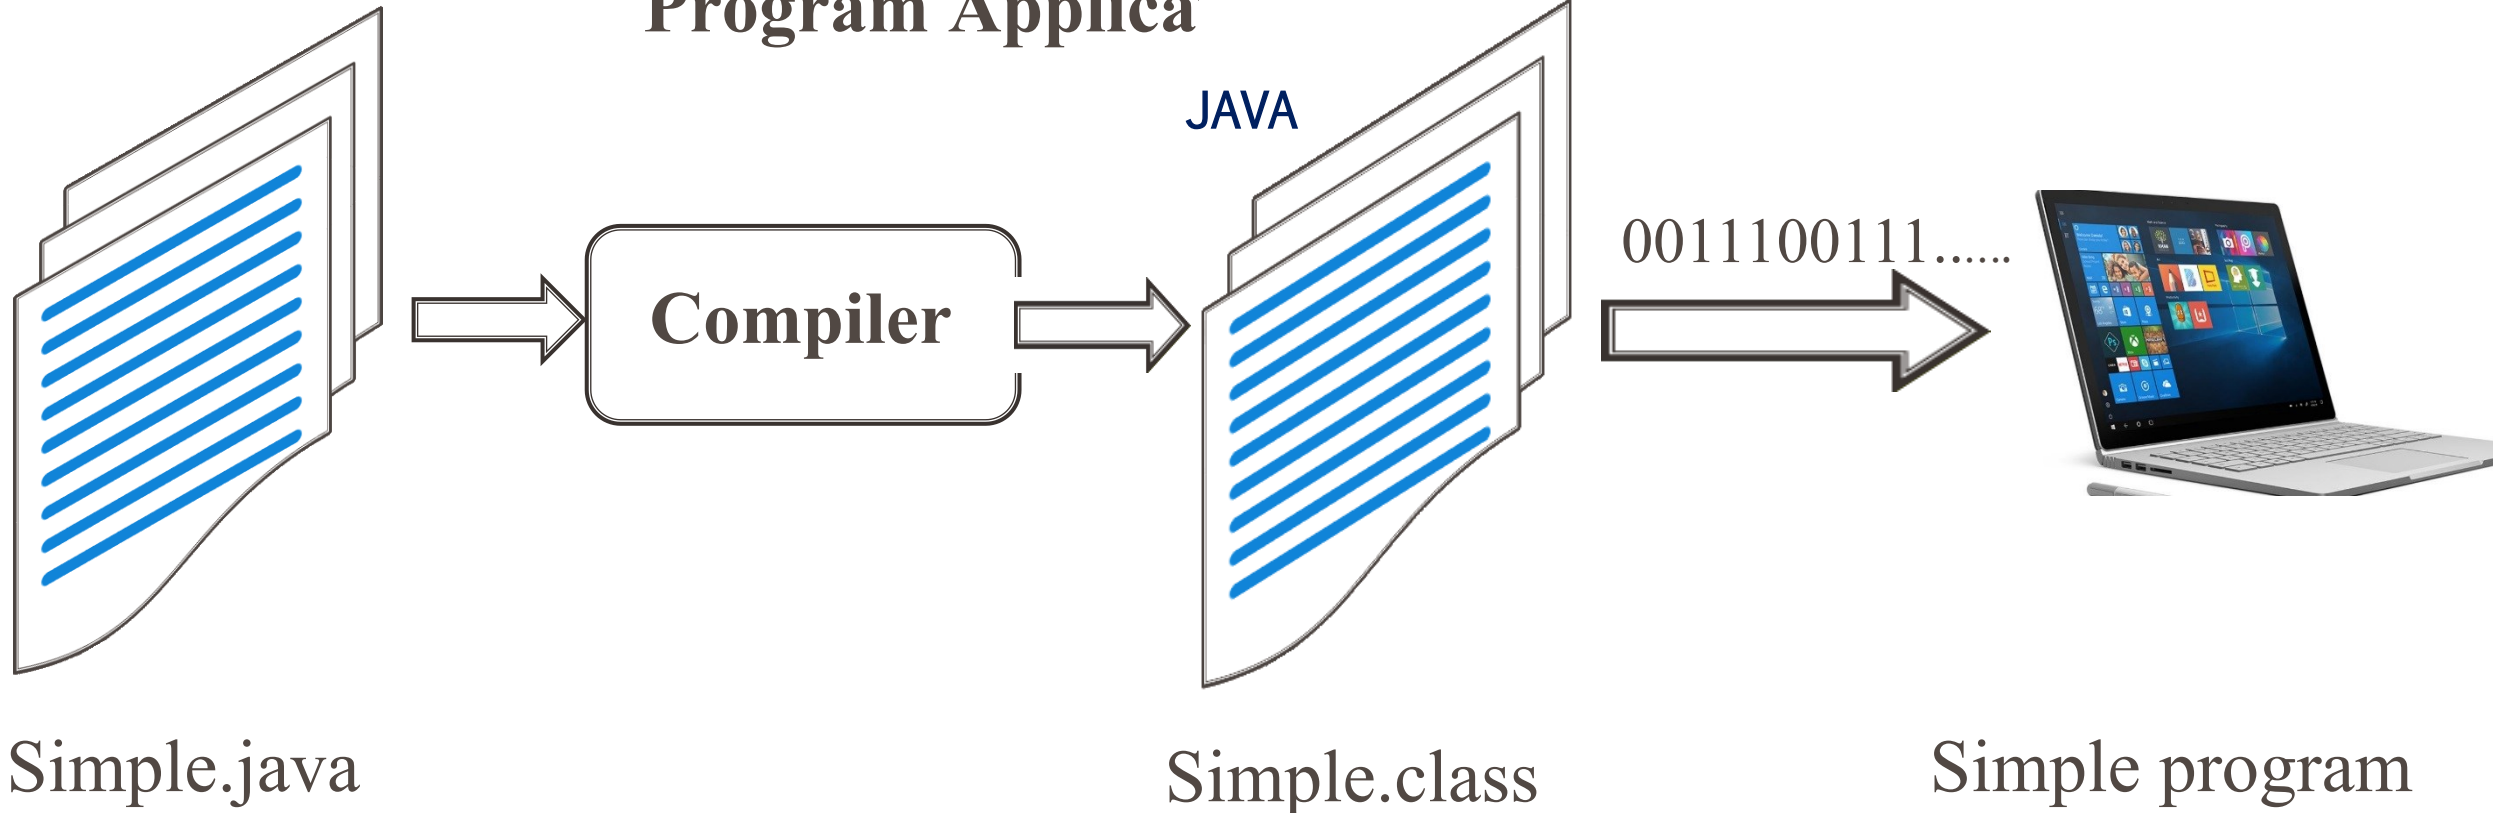 Program Applica
JAVA
0011100111......
Compiler
Simple.java
Simple.class
Simple program